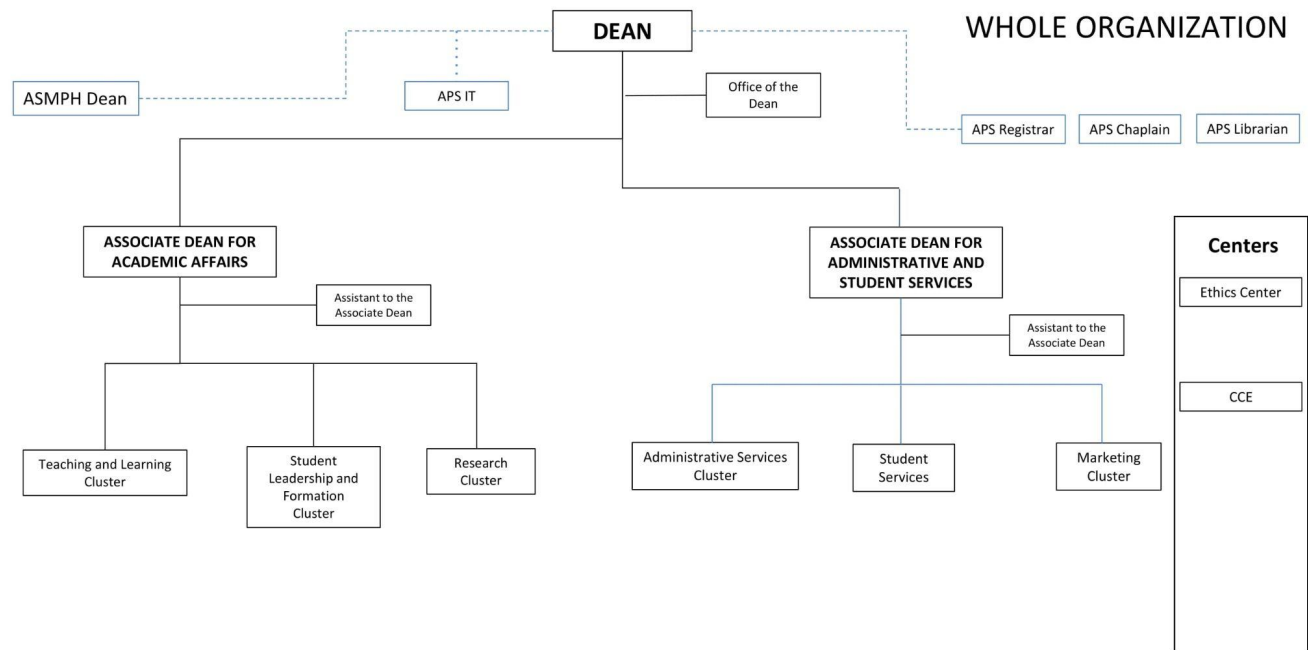 DEAN
WHOLE ORGANIZATION
ASMPH Dean
APS IT
Office of the
Dean
APS Registrar
APS Chaplain
APS Librarian
ASSOCIATE DEAN FOR
ACADEMIC AFFAIRS
Assistant to the
Associate Dean
Teaching and Learning
Cluster
Student
Leadership and
Formation
Cluster
Research
Cluster
ASSOCIATE DEAN FOR
ADMINISTRATIVE AND
STUDENT SERVICES
Assistant to the
Associate Dean
Administrative Services
Cluster
Student
Services
Marketing
Cluster
Centers
Ethics Center
CCE